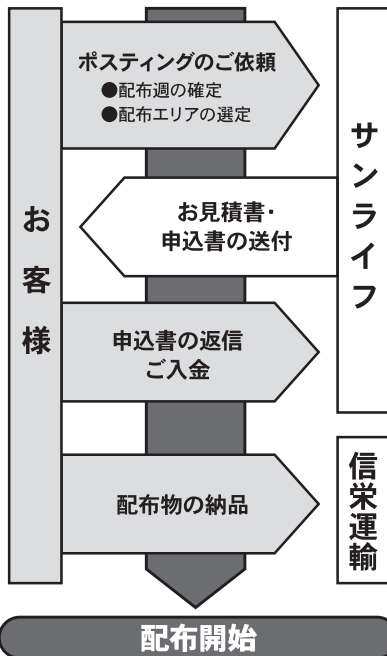 お客様
ポスティングのご依頼
●配布週の確定
●配布エリアの選定
サンライフ
お見積書・
申込書の送付
申込書の返信
ご入金
配布物の納品
信栄運輸
配布開始